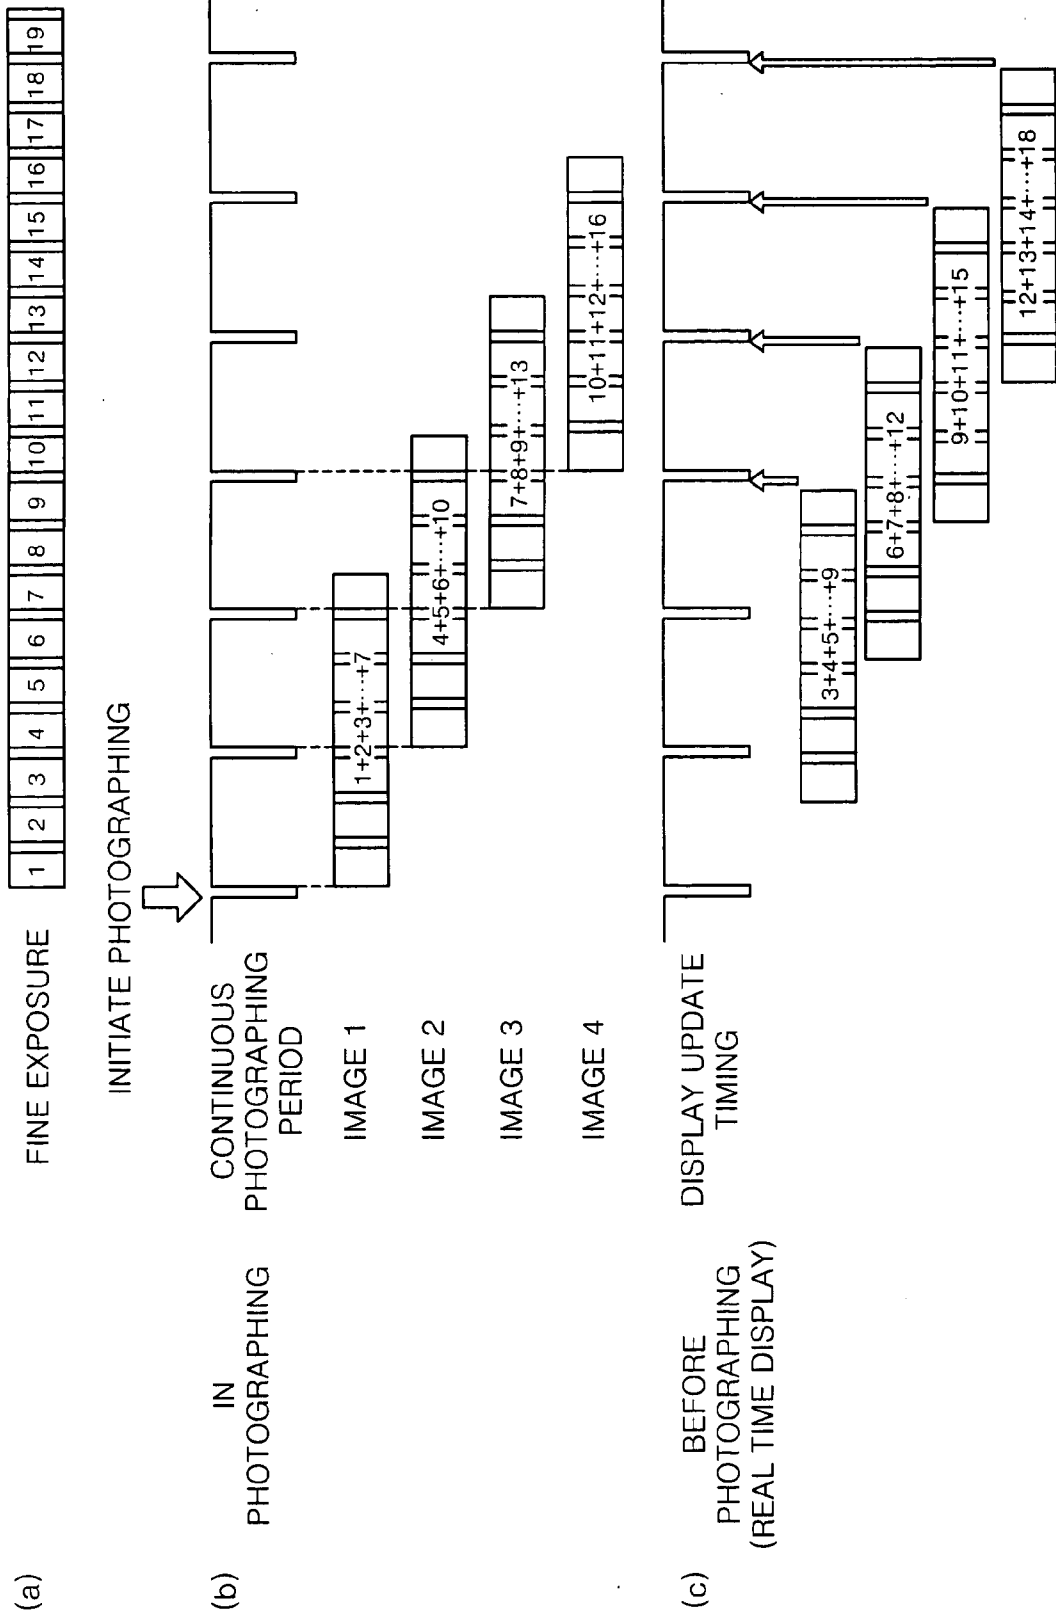 (a)
FINE EXPOSURE
1 2 3 4 5 6 7 8 9 10 11 12 13 14 15 16 17 18 19
INITIATE PHOTOGRAPHING
(b)
IN
PHOTOGRAPHING
CONTINUOUS
PHOTOGRAPHING
PERIOD
IMAGE 1
1+2+3+·····+7
IMAGE 2
4+5+6+·····+10
IMAGE 3
7+8+9+·····+13
IMAGE 4
10+11+12+·····+16
(c)
BEFORE
PHOTOGRAPHING
(REAL TIME DISPLAY)
DISPLAY UPDATE
TIMING
3+4+5+·····+9
6+7+8+·····+12
9+10+11+·····+15
12+13+14+·····+18